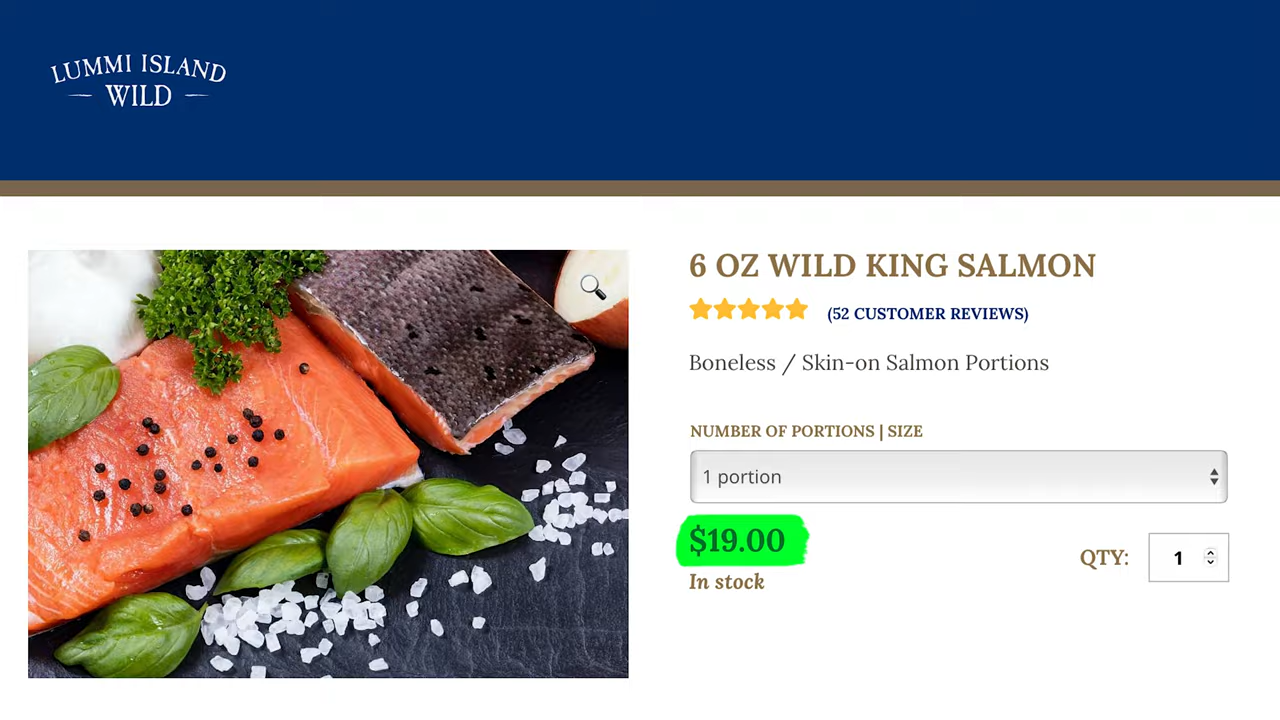 LUMMI ISLAND
WILD
6 OZ WILD KING SALMON
(52 CUSTOMER REVIEWS)
Boneless / Skin-on Salmon Portions
NUMBER OF PORTIONS | SIZE
1 portion
$19.00
QTY: 1
In stock